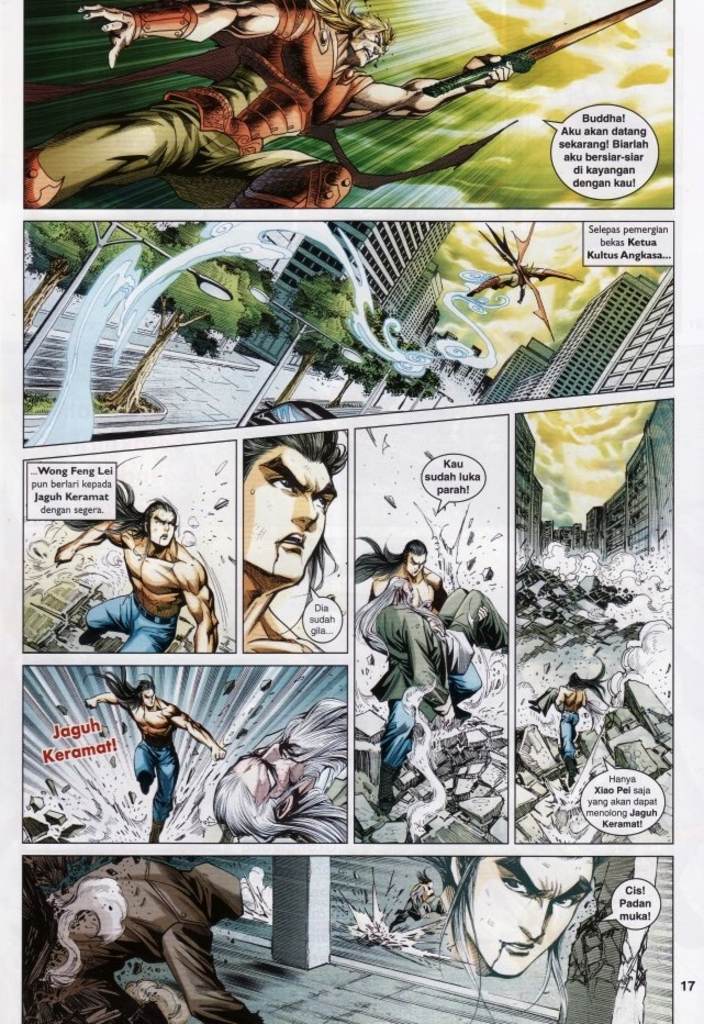 Buddha!
Aku akan datang
sekarang! Biarlah
aku bersiar-siar
di kayangan
dengan kau!
Selepas pemergian
bekas Ketua
Kultus Angkasa...
...Wong Feng Lei
pun berlari kepada
Jaguh Keramat
dengan segera.
Dia
sudah
gila...
Jaguh
Keramat!
Kau
sudah luka
parah!
Hanya
Xiao Pei saja
yang akan dapat
menolong Jaguh
Keramat!
Cis!
Padan
muka!
17